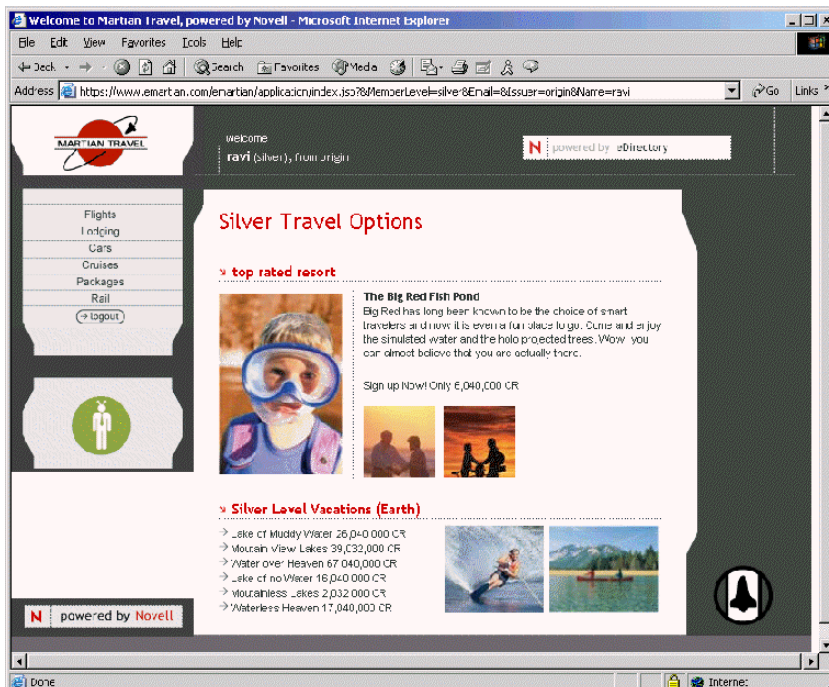 Welcome to Martian Travel, powered by Novell - Microsoft Internet Explorer
File Edit View Favorites Tools Help
Back Search Favorites Media
Address https://www.emartian.com/emartian/application/index.jsp?&MemberLevel=silver&Email=&Issuer=origin&Name=ravi Go Links
MARTIAN TRAVEL
welcome
ravi (silver), from origin
N powered by eDirectory
Flights
Lodging
Cars
Cruises
Packages
Rail
logout
Silver Travel Options
top rated resort
The Big Red Fish Pond
Big Red has long been known to be the choice of smart
travelers and now it is even a fun place to go. Come and enjoy
the simulated water and the holo projected trees. Wow! you
can almost believe that you are actually there.
Sign up Now! Only 6,040,000 CR
Silver Level Vacations (Earth)
Lake of Muddy Water 26,040,000 CR
Moutain View Lakes 39,032,000 CR
Water over Heaven 67,040,000 CR
Lake of no Water 16,040,000 CR
Moutainless Lakes 2,032,000 CR
Waterless Heaven 17,040,000 CR
N powered by Novell
Done Internet